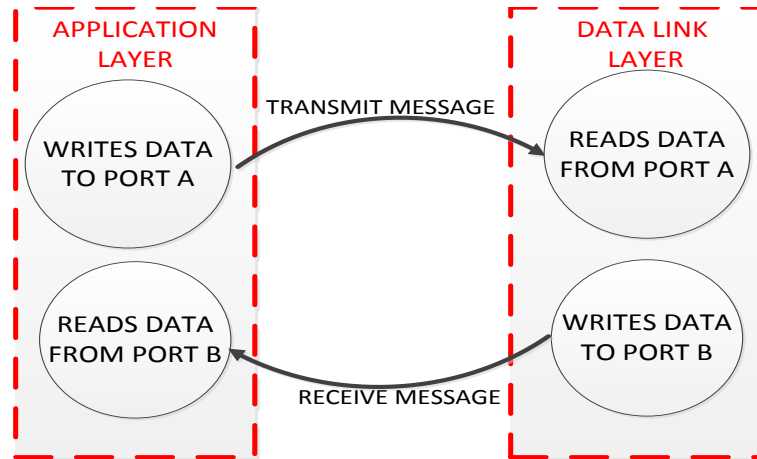 APPLICATION
LAYER
DATA LINK
LAYER
TRANSMIT MESSAGE
WRITES DATA
TO PORT A
READS DATA
FROM PORT A
READS DATA
FROM PORT B
WRITES DATA
TO PORT B
RECEIVE MESSAGE